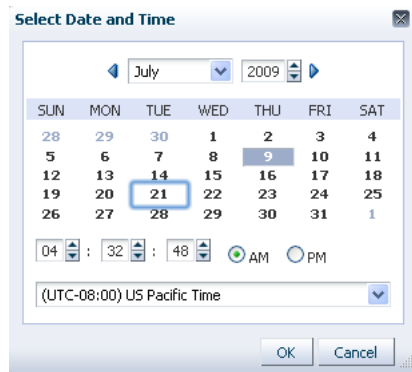 Select Date and Time
July 2009
SUN MON TUE WED THU FRI SAT
28 29 30 1 2 3 4
5 6 7 8 9 10 11
12 13 14 15 16 17 18
19 20 21 22 23 24 25
26 27 28 29 30 31 1
04 : 32 : 48 AM PM
(UTC-08:00) US Pacific Time
OK Cancel